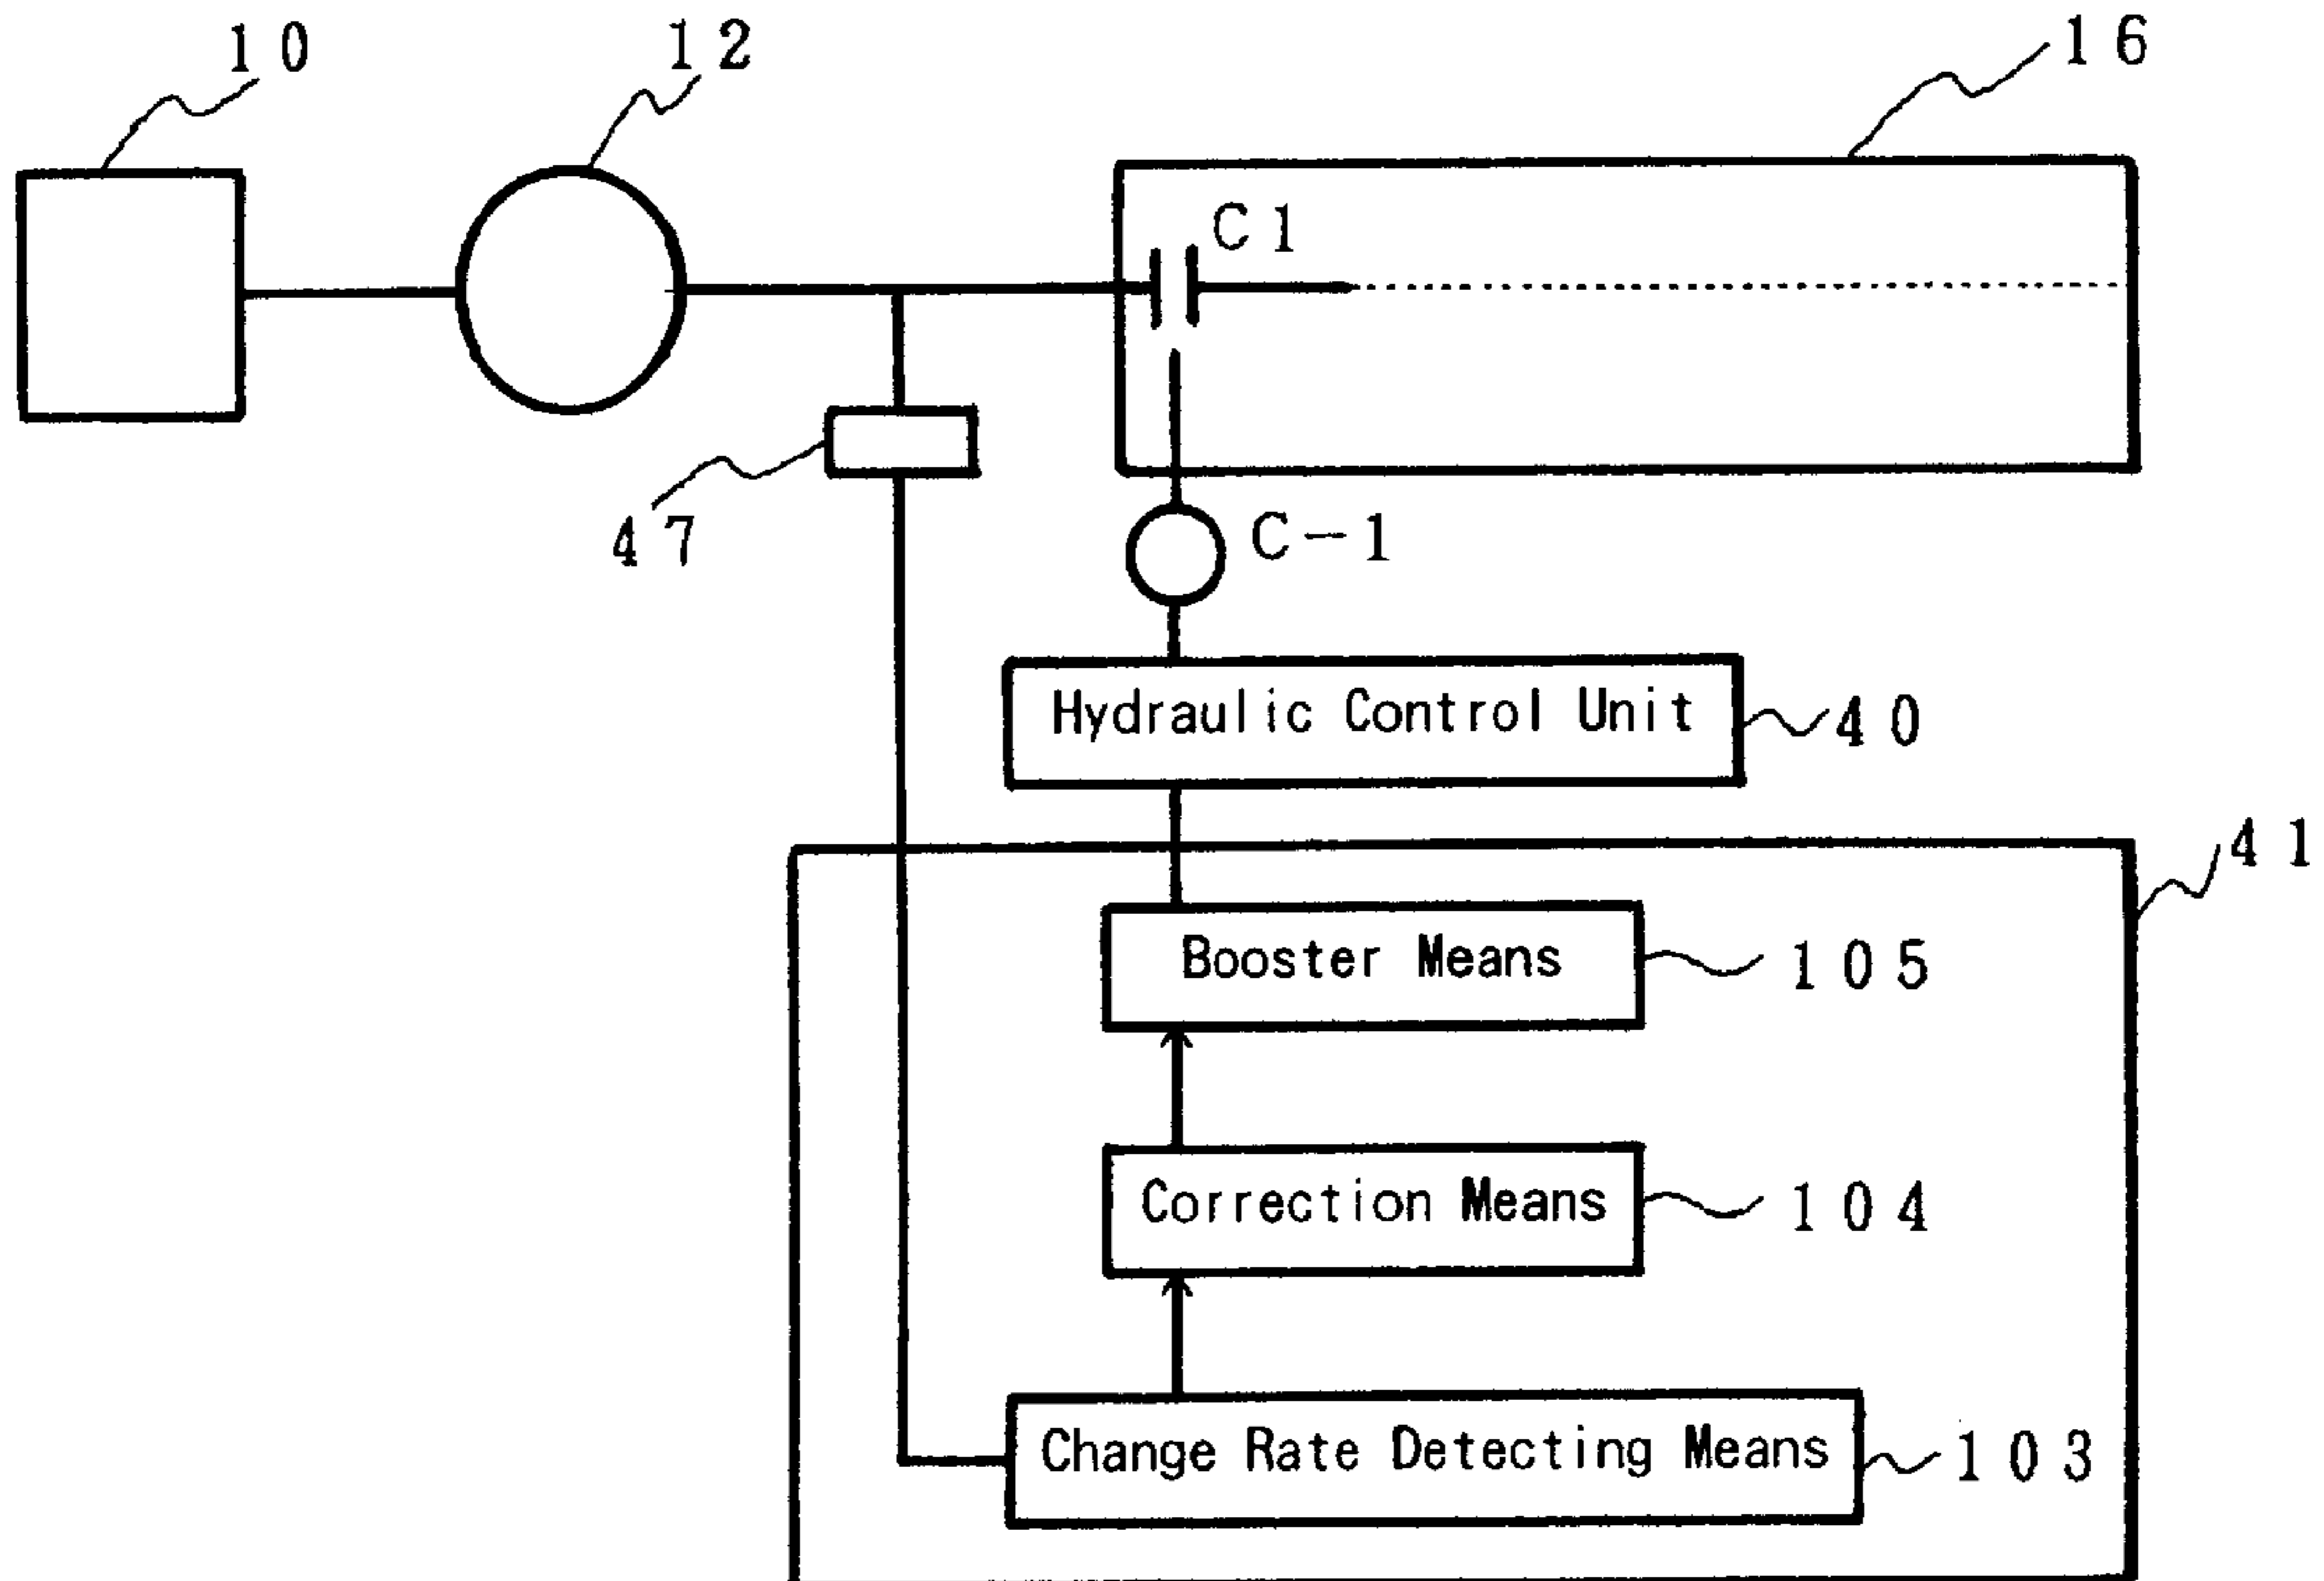 10
12
16
C1
47
C-1
Hydraulic Control Unit
40
41
Booster Means
105
Correction Means
104
Change Rate Detecting Means
103